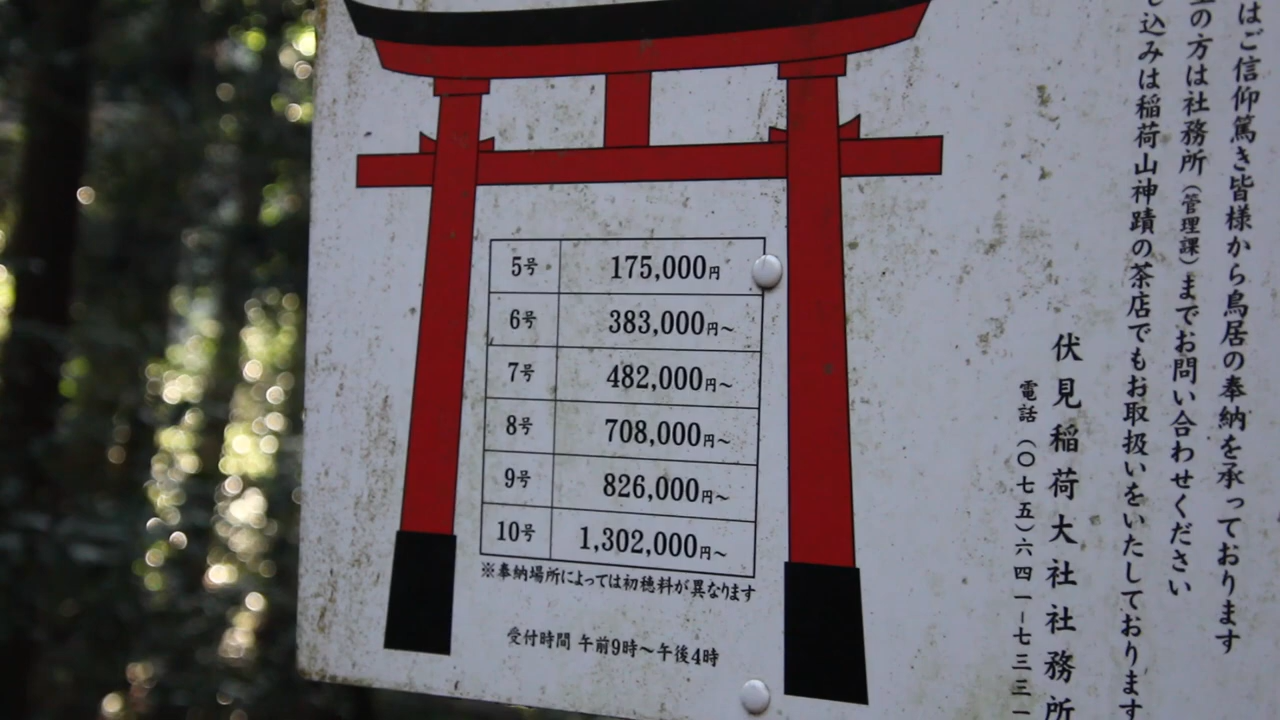 はご信仰篤き皆様から鳥居の奉納を承っております
の方は社務所(管理課)までお問い合わせください
し込みは稲荷山神蹟の茶店でもお取扱いをいたしております
伏見稲荷大社社務所
電話(〇七五)六四一-七三三一
5号 175,000円
6号 383,000円~
7号 482,000円~
8号 708,000円~
9号 826,000円~
10号 1,302,000円~
※奉納場所によっては初穂料が異なります
受付時間 午前9時~午後4時